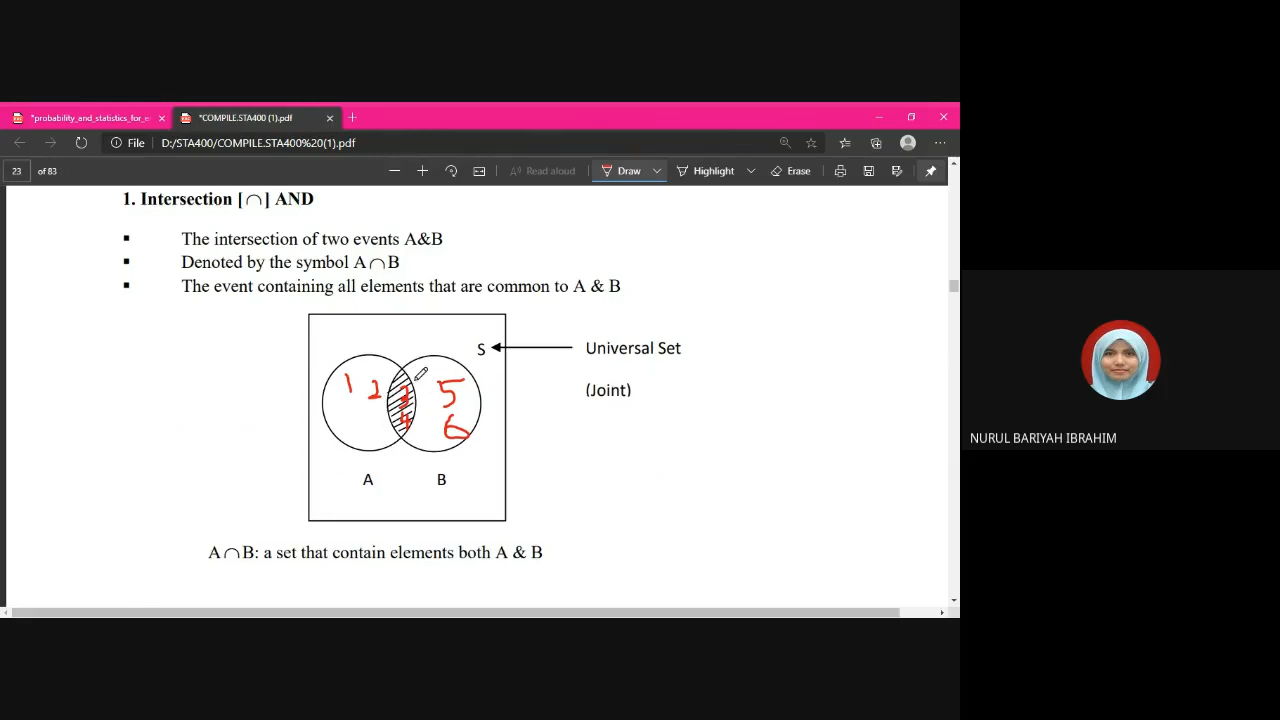 *probability_and_statistics_for_e
*COMPILE.STA400 (1).pdf
File
D:/STA400/COMPILE.STA400%20(1).pdf
23 of 83
Read aloud
Draw
Highlight
Erase
1. Intersection [∩] AND
▪ The intersection of two events A&B
▪ Denoted by the symbol A∩B
▪ The event containing all elements that are common to A & B
S
Universal Set
(Joint)
1 2 3 5
4 6
A B
A∩B: a set that contain elements both A & B
NURUL BARIYAH IBRAHIM